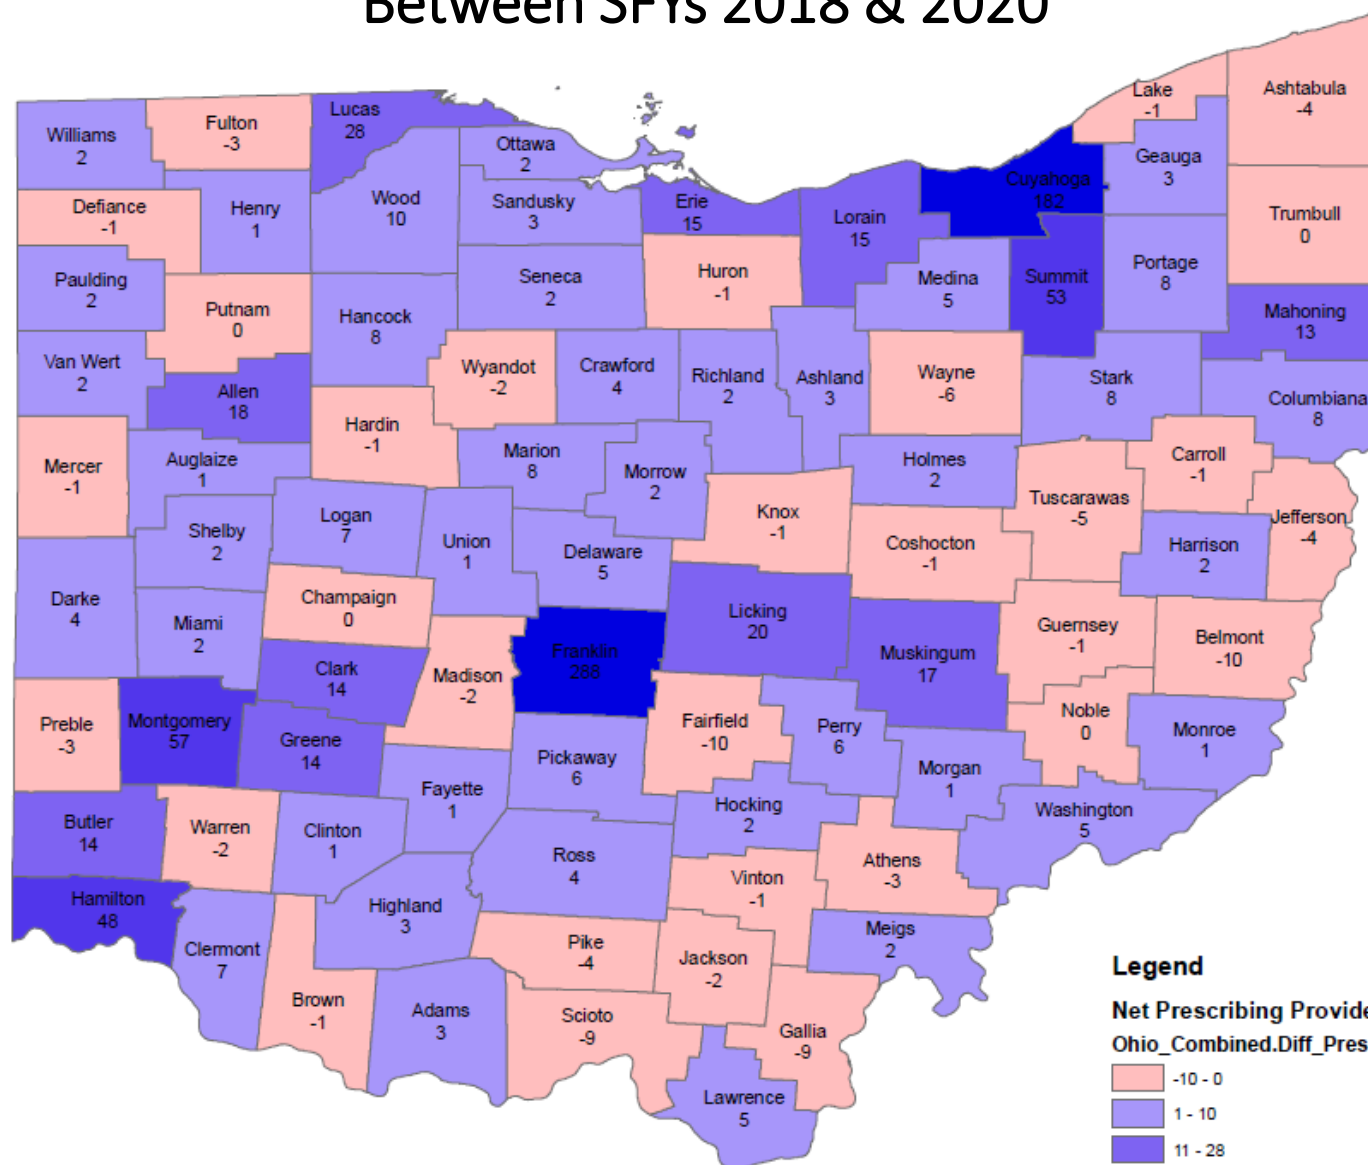 Between SFYs 2018 & 2020
Williams
2
Fulton
-3
Lucas
28
Ottawa
2
Lake
-1
Ashtabula
-4
Geauga
3
Cuyahoga
182
Defiance
-1
Henry
1
Wood
10
Sandusky
3
Erie
15
Lorain
15
Trumbull
0
Paulding
2
Putnam
0
Hancock
8
Seneca
2
Huron
-1
Medina
5
Summit
53
Portage
8
Mahoning
13
Van Wert
2
Allen
18
Wyandot
-2
Crawford
4
Richland
2
Ashland
3
Wayne
-6
Stark
8
Columbiana
8
Mercer
-1
Auglaize
1
Hardin
-1
Marion
8
Morrow
2
Holmes
2
Carroll
-1
Tuscarawas
-5
Jefferson
-4
Shelby
2
Logan
7
Union
1
Delaware
5
Knox
-1
Coshocton
-1
Harrison
2
Darke
4
Miami
2
Champaign
0
Licking
20
Muskingum
17
Guernsey
-1
Belmont
-10
Clark
14
Madison
-2
Franklin
288
Preble
-3
Montgomery
57
Greene
14
Fairfield
-10
Perry
6
Noble
0
Monroe
1
Pickaway
6
Morgan
1
Fayette
1
Hocking
2
Washington
5
Butler
14
Warren
-2
Clinton
1
Ross
4
Athens
-3
Vinton
-1
Hamilton
48
Highland
3
Clermont
7
Pike
-4
Jackson
-2
Meigs
2
Brown
-1
Adams
3
Scioto
-9
Gallia
-9
Lawrence
5
Legend
Net Prescribing Provide
Ohio_Combined.Diff_Pres
-10 - 0
1 - 10
11 - 28